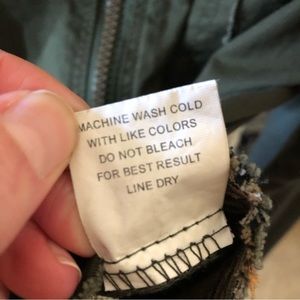 MACHINE WASH COLD
WITH LIKE COLORS
DO NOT BLEACH
FOR BEST RESULT
LINE DRY